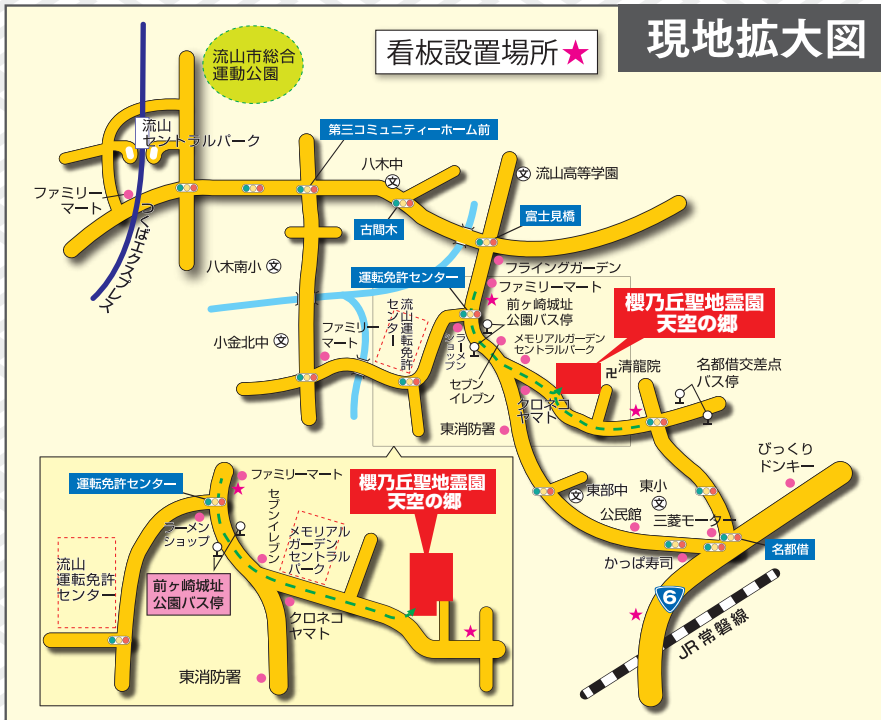 現地拡大図
看板設置場所★
流山市総合
運動公園
流山
セントラルパーク
第三コミュニティーホーム前
八木中
文
文
流山高等学園
ファミリー
マート
つくばエクスプレス
古間木
富士見橋
八木南小
文
運転免許センター
フライングガーデン
ファミリーマート
前ヶ崎城址
公園バス停
櫻乃丘聖地霊園
天空の郷
流山運転免許
センター
小金北中
文
ファミリー
マート
ラーメン
ショップ
メモリアルガーデン
セントラルパーク
セブン
イレブン
卍
清龍院
名都借交差点
バス停
クロネコ
ヤマト
東消防署
びっくり
ドンキー
文
東部中
東小
文
公民館
三菱モーター
かっぱ寿司
名都借
6
JR常磐線
運転免許センター
ファミリーマート
櫻乃丘聖地霊園
天空の郷
セブンイレブン
ラーメン
ショップ
メモリアル
ガーデン
セントラル
パーク
流山
運転免許
センター
前ヶ崎城址
公園バス停
クロネコ
ヤマト
東消防署